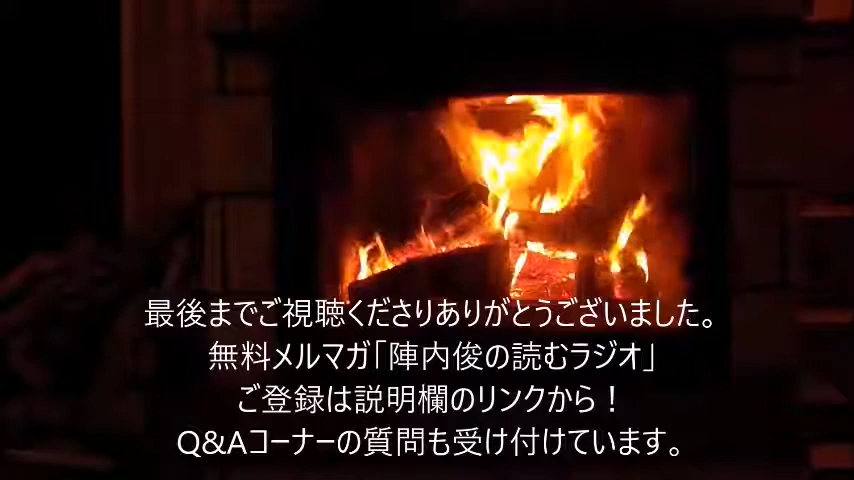 最後までご視聴くださりありがとうございました。
無料メルマガ「陣内俊の読むラジオ」
ご登録は説明欄のリンクから！
Q&Aコーナーの質問も受け付けています。